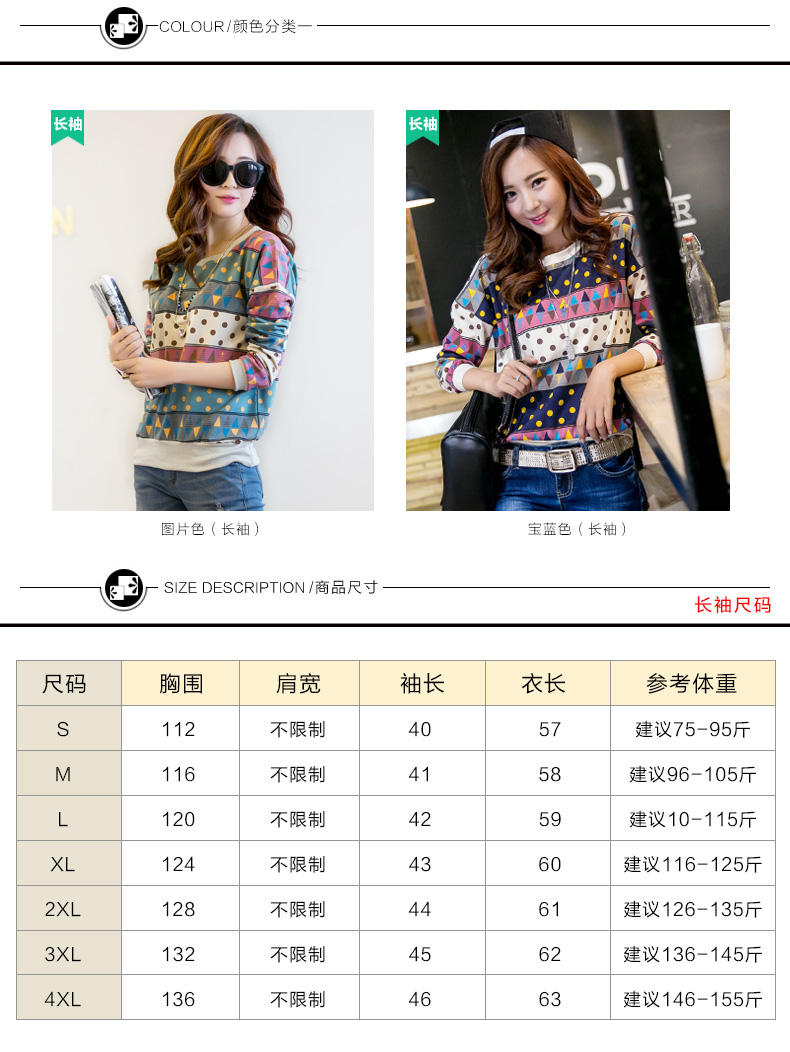 COLOUR/颜色分类一
长袖 长袖
图片色（长袖） 宝蓝色（长袖）
SIZE DESCRIPTION/商品尺寸
长袖尺码
尺码 胸围 肩宽 袖长 衣长 参考体重
S 112 不限制 40 57 建议75-95斤
M 116 不限制 41 58 建议96-105斤
L 120 不限制 42 59 建议10-115斤
XL 124 不限制 43 60 建议116-125斤
2XL 128 不限制 44 61 建议126-135斤
3XL 132 不限制 45 62 建议136-145斤
4XL 136 不限制 46 63 建议146-155斤